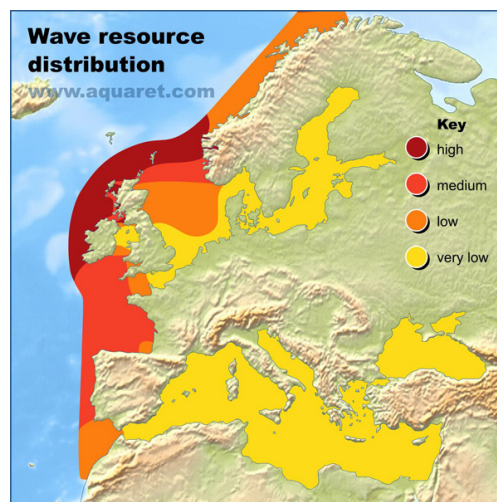 Wave resource
distribution
www.aquaret.com
Key
high
medium
low
very low